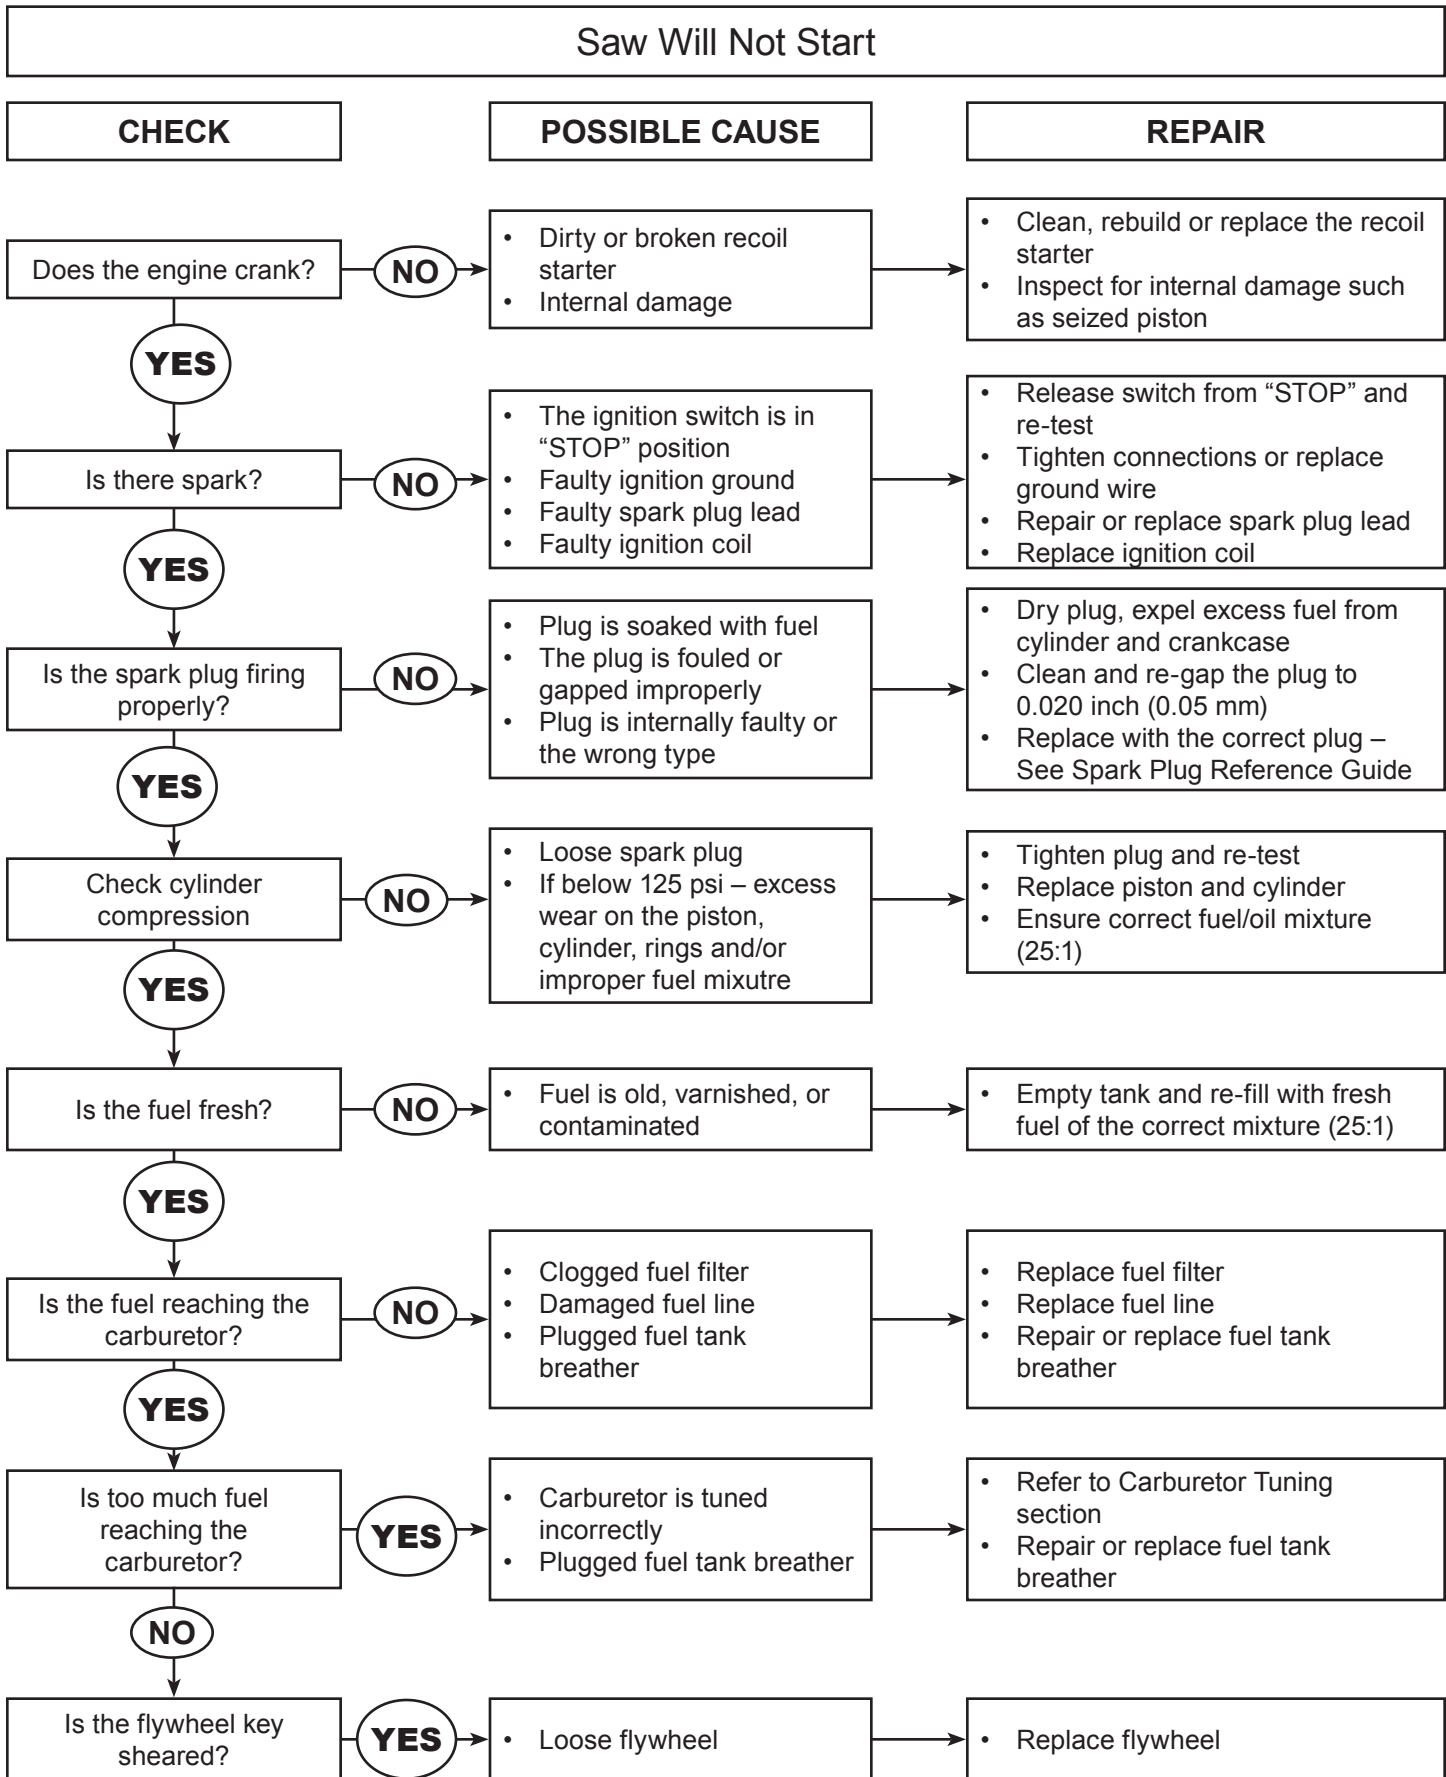 Saw Will Not Start
CHECK
POSSIBLE CAUSE
REPAIR
Does the engine crank?
NO
• Dirty or broken recoil
starter
• Internal damage
• Clean, rebuild or replace the recoil
starter
• Inspect for internal damage such
as seized piston
YES
Is there spark?
NO
• The ignition switch is in
“STOP” position
• Faulty ignition ground
• Faulty spark plug lead
• Faulty ignition coil
• Release switch from “STOP” and
re-test
• Tighten connections or replace
ground wire
• Repair or replace spark plug lead
• Replace ignition coil
YES
Is the spark plug firing
properly?
NO
• Plug is soaked with fuel
• The plug is fouled or
gapped improperly
• Plug is internally faulty or
the wrong type
• Dry plug, expel excess fuel from
cylinder and crankcase
• Clean and re-gap the plug to
0.020 inch (0.05 mm)
• Replace with the correct plug –
See Spark Plug Reference Guide
YES
Check cylinder
compression
NO
• Loose spark plug
• If below 125 psi – excess
wear on the piston,
cylinder, rings and/or
improper fuel mixutre
• Tighten plug and re-test
• Replace piston and cylinder
• Ensure correct fuel/oil mixture
(25:1)
YES
Is the fuel fresh?
NO
• Fuel is old, varnished, or
contaminated
• Empty tank and re-fill with fresh
fuel of the correct mixture (25:1)
YES
Is the fuel reaching the
carburetor?
NO
• Clogged fuel filter
• Damaged fuel line
• Plugged fuel tank
breather
• Replace fuel filter
• Replace fuel line
• Repair or replace fuel tank
breather
YES
Is too much fuel
reaching the
carburetor?
YES
• Carburetor is tuned
incorrectly
• Plugged fuel tank breather
• Refer to Carburetor Tuning
section
• Repair or replace fuel tank
breather
NO
Is the flywheel key
sheared?
YES
• Loose flywheel
• Replace flywheel